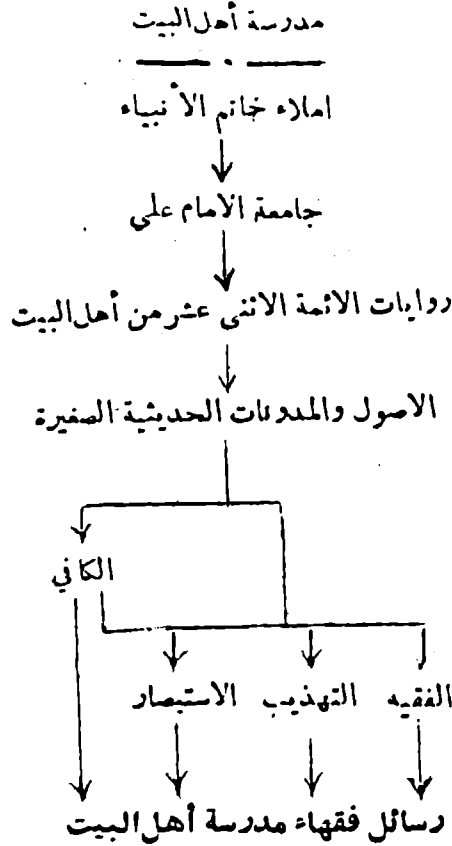 مدرسة أهل البيت
املاء خاتم الأنبياء
جامعة الامام علي
روايات الائمة الاثنى عشر من أهل البيت
الاصول والمدونات الحديثية الصغيرة
الكافي
الفقيه التهذيب الاستبصار
رسائل فقهاء مدرسة أهل البيت